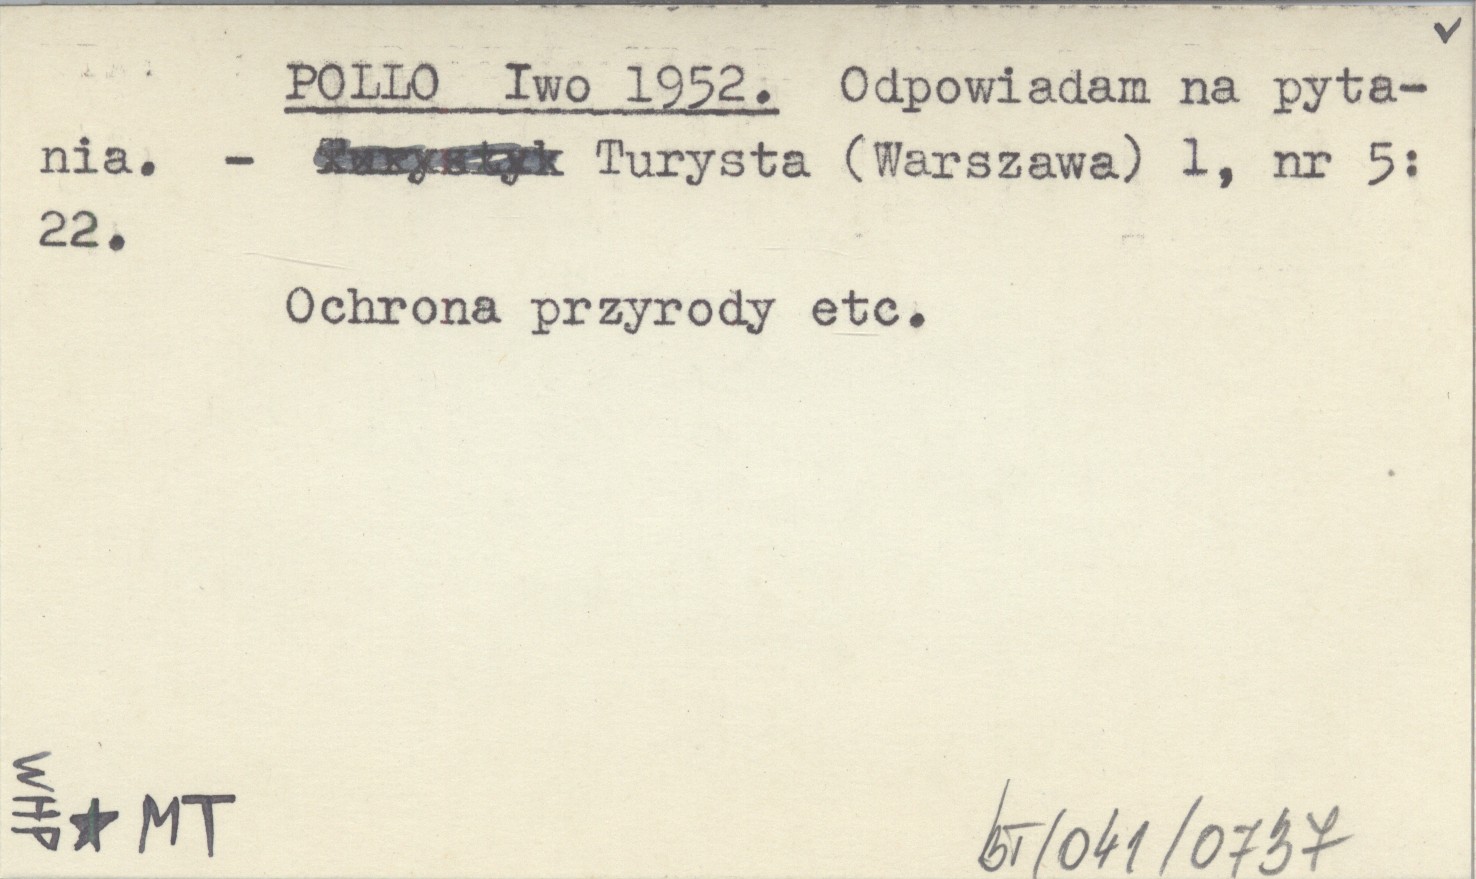 POLLO Iwo 1952. Odpowiadam na pyta-
nia. - Turystyk Turysta (Warszawa) 1, nr 5:
22.
Ochrona przyrody etc.
WHP ★ MT
/041/0737